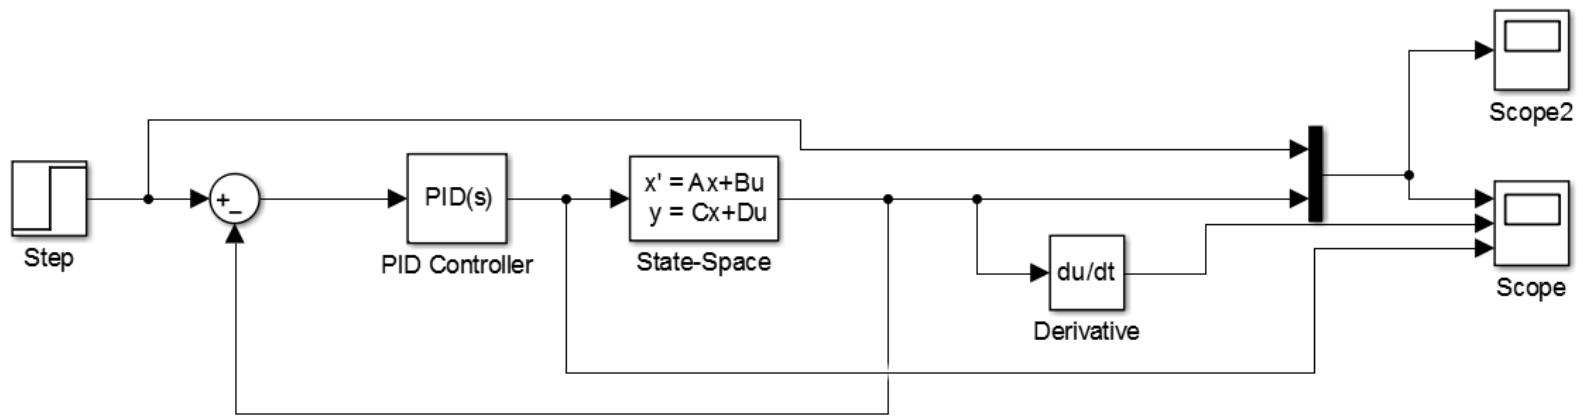 Scope2
Step
+
−
PID(s)
PID Controller
x' = Ax+Bu
y = Cx+Du
State-Space
du/dt
Derivative
Scope